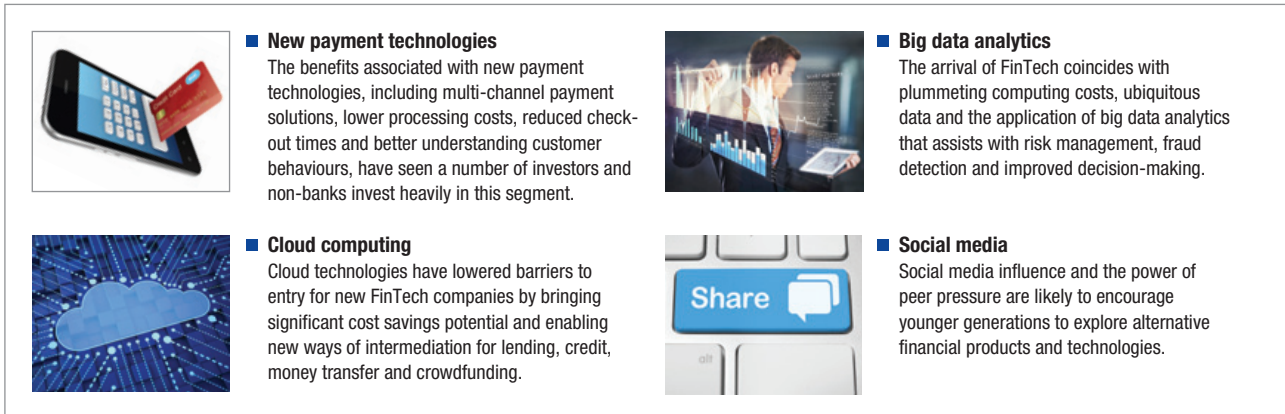 New payment technologies
The benefits associated with new payment
technologies, including multi-channel payment
solutions, lower processing costs, reduced check-
out times and better understanding customer
behaviours, have seen a number of investors and
non-banks invest heavily in this segment.
Credit Card
Big data analytics
The arrival of FinTech coincides with
plummeting computing costs, ubiquitous
data and the application of big data analytics
that assists with risk management, fraud
detection and improved decision-making.
Cloud computing
Cloud technologies have lowered barriers to
entry for new FinTech companies by bringing
significant cost savings potential and enabling
new ways of intermediation for lending, credit,
money transfer and crowdfunding.
Share
alt
Social media
Social media influence and the power of
peer pressure are likely to encourage
younger generations to explore alternative
financial products and technologies.